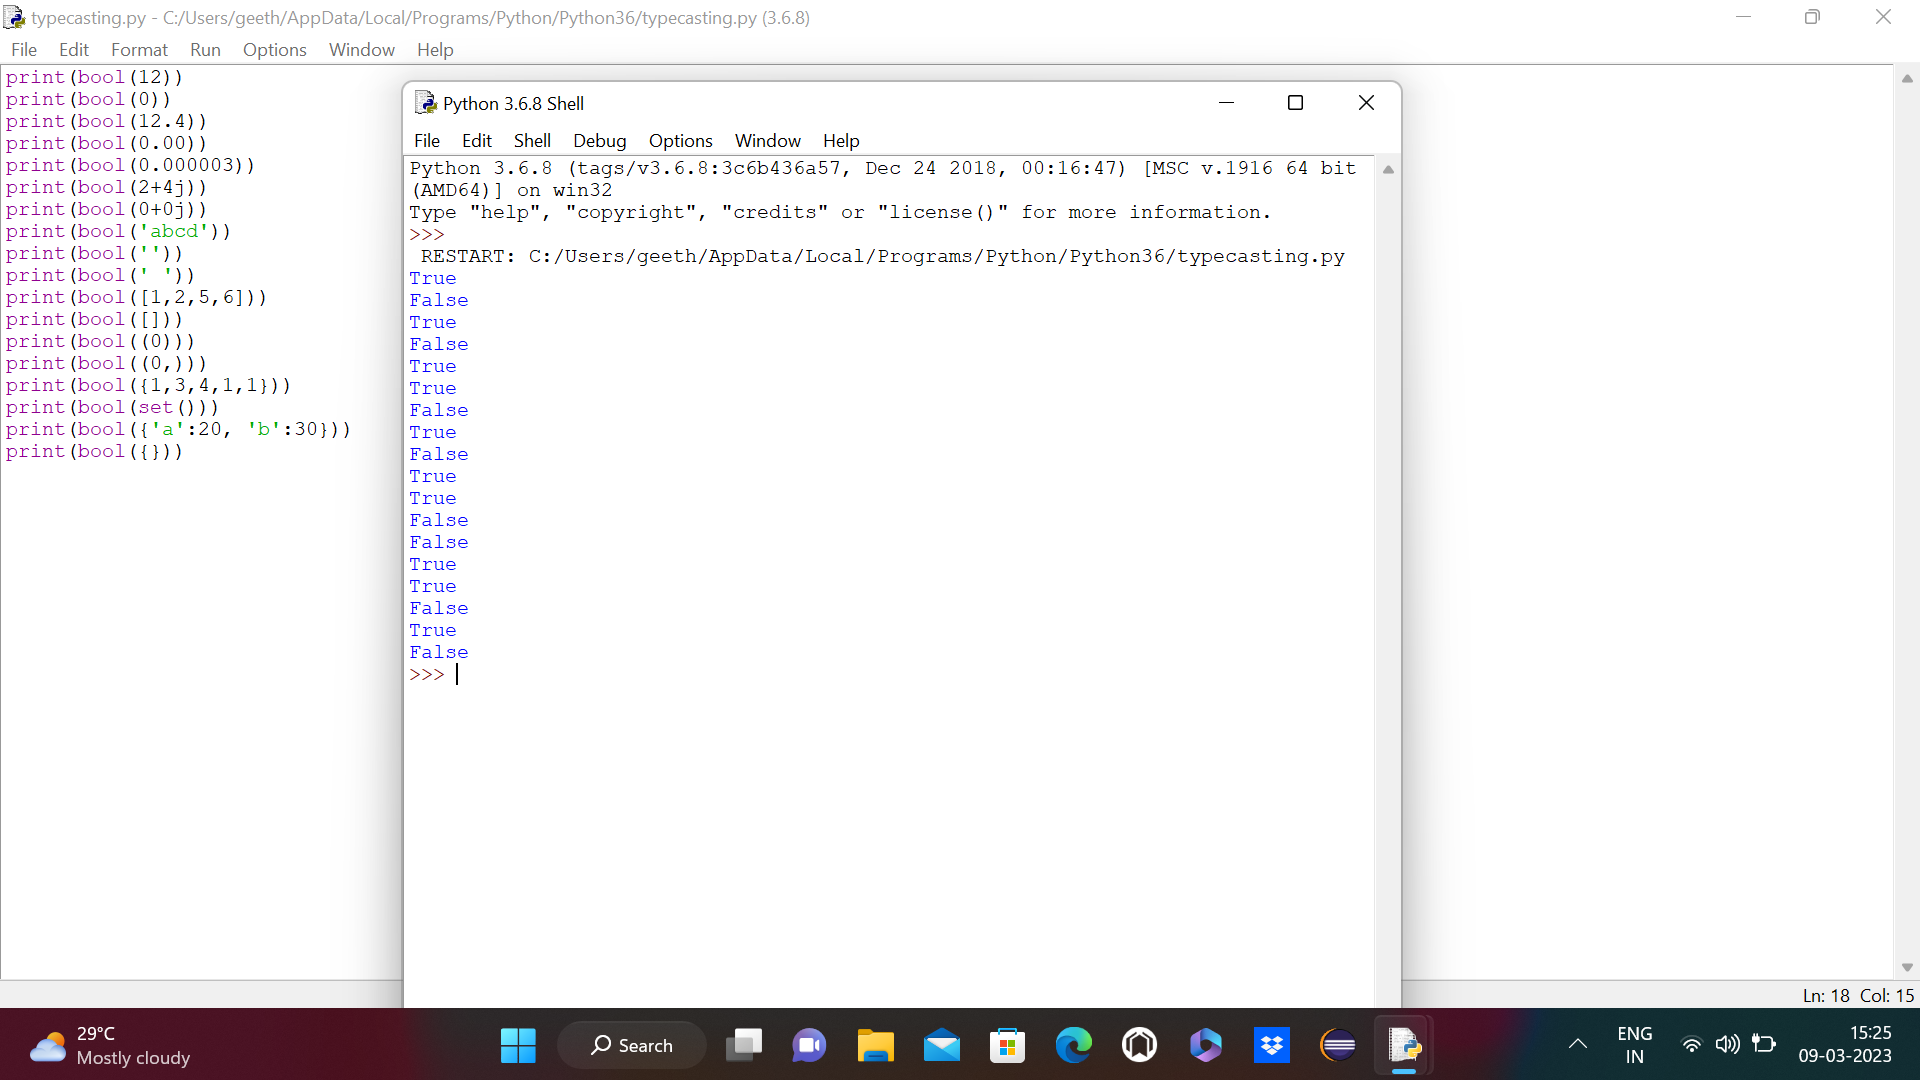 typecasting.py - C:/Users/geeth/AppData/Local/Programs/Python/Python36/typecasting.py (3.6.8)
File Edit Format Run Options Window Help
print(bool(12))
print(bool(0))
print(bool(12.4))
print(bool(0.00))
print(bool(0.000003))
print(bool(2+4j))
print(bool(0+0j))
print(bool('abcd'))
print(bool(''))
print(bool(' '))
print(bool([1,2,5,6]))
print(bool([]))
print(bool((0)))
print(bool((0,)))
print(bool({1,3,4,1,1}))
print(bool(set()))
print(bool({'a':20, 'b':30}))
print(bool({}))
Python 3.6.8 Shell
File Edit Shell Debug Options Window Help
Python 3.6.8 (tags/v3.6.8:3c6b436a57, Dec 24 2018, 00:16:47) [MSC v.1916 64 bit
(AMD64)] on win32
Type "help", "copyright", "credits" or "license()" for more information.
>>>
RESTART: C:/Users/geeth/AppData/Local/Programs/Python/Python36/typecasting.py
True
False
True
False
True
True
False
True
False
True
True
False
False
True
True
False
True
False
>>>
Ln: 18 Col: 15
29°C
Mostly cloudy
Search
ENG
IN
15:25
09-03-2023